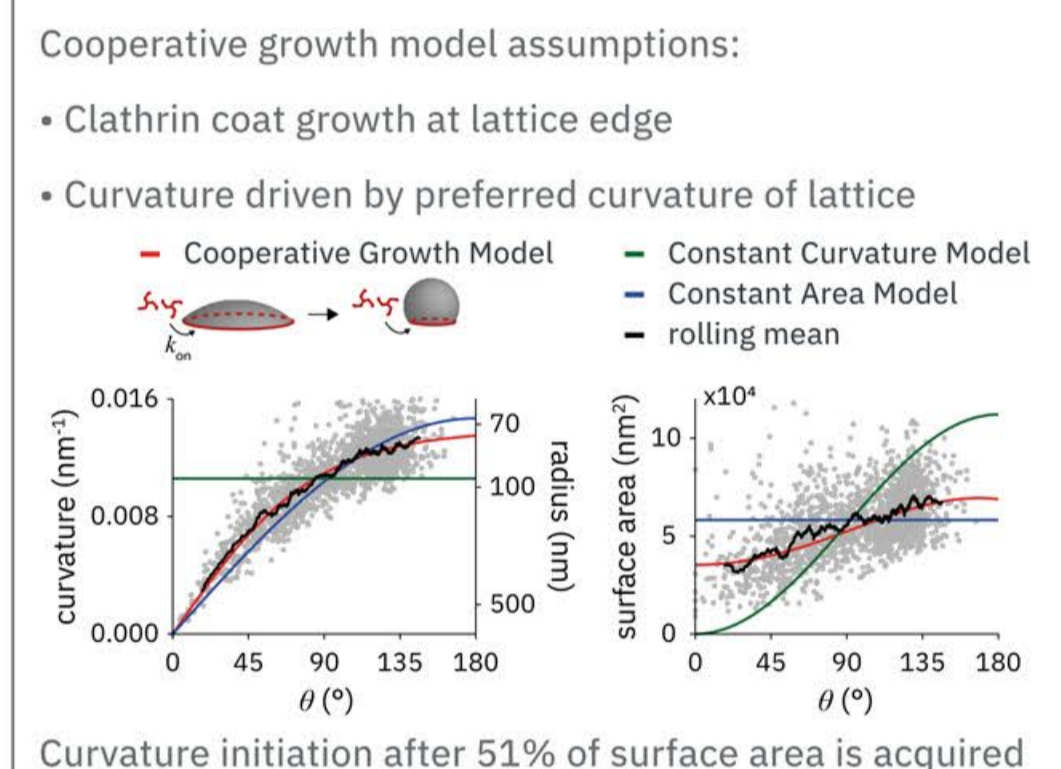 Cooperative growth model assumptions:
• Clathrin coat growth at lattice edge
• Curvature driven by preferred curvature of lattice
Cooperative Growth Model
k_on
Constant Curvature Model
Constant Area Model
rolling mean
curvature (nm⁻¹)
0.016
0.008
0.000
0 45 90 135 180
θ (°)
70
100
500
radius (nm)
surface area (nm²)
x10⁴
10
5
0
0 45 90 135 180
θ (°)
Curvature initiation after 51% of surface area is acquired